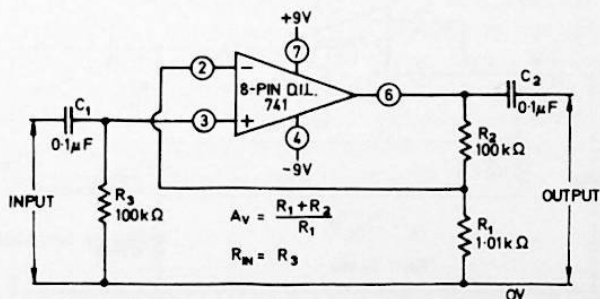 +9V
7
2
−
8-PIN D.I.L.
741
6
C2
0·1µF
C1
0·1µF
3
+
4
−9V
R2
100kΩ
INPUT
R3
100kΩ
AV = R1 + R2
R1
RIN = R3
R1
1·01kΩ
OUTPUT
0V